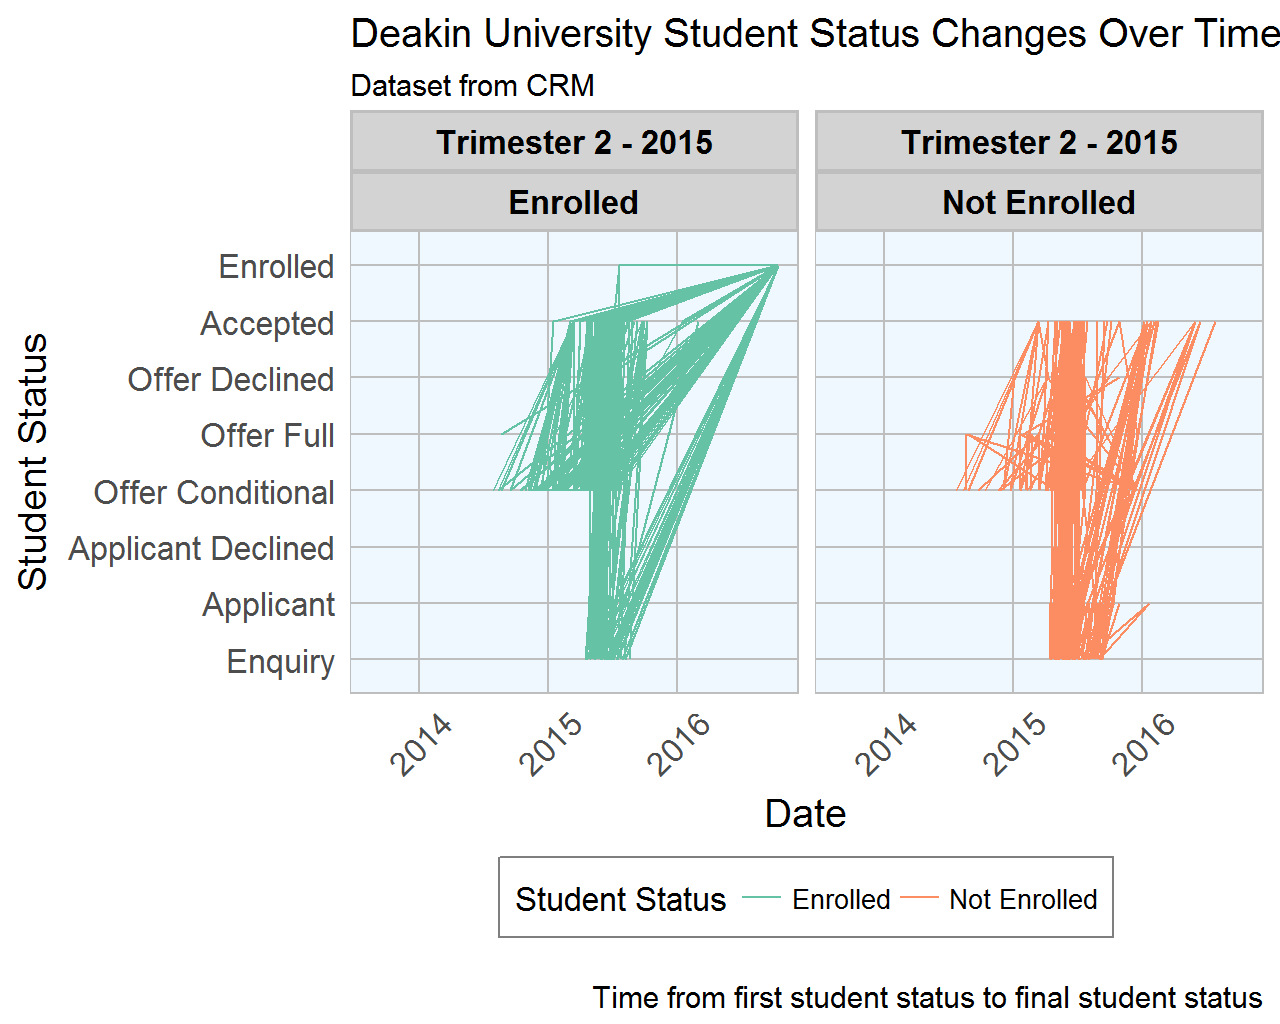 Deakin University Student Status Changes Over Time
Dataset from CRM
Trimester 2 - 2015
Trimester 2 - 2015
Enrolled
Not Enrolled
Student Status
Enrolled
Accepted
Offer Declined
Offer Full
Offer Conditional
Applicant Declined
Applicant
Enquiry
2014
2015
2016
2014
2015
2016
Date
Student Status
Enrolled
Not Enrolled
Time from first student status to final student status